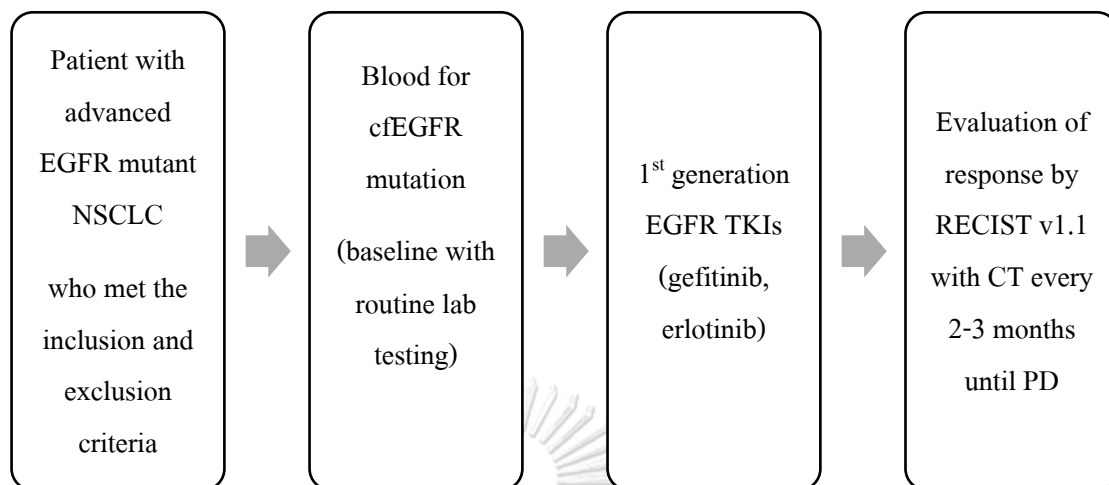 Patient with
advanced
EGFR mutant
NSCLC
who met the
inclusion and
exclusion
criteria
Blood for
cfEGFR
mutation
(baseline with
routine lab
testing)
1st generation
EGFR TKIs
(gefitinib,
erlotinib)
Evaluation of
response by
RECIST v1.1
with CT every
2-3 months
until PD